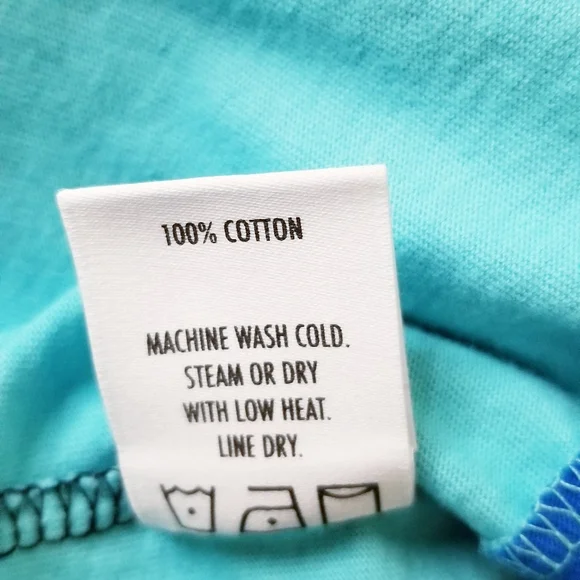 100% COTTON
MACHINE WASH COLD.
STEAM OR DRY
WITH LOW HEAT.
LINE DRY.